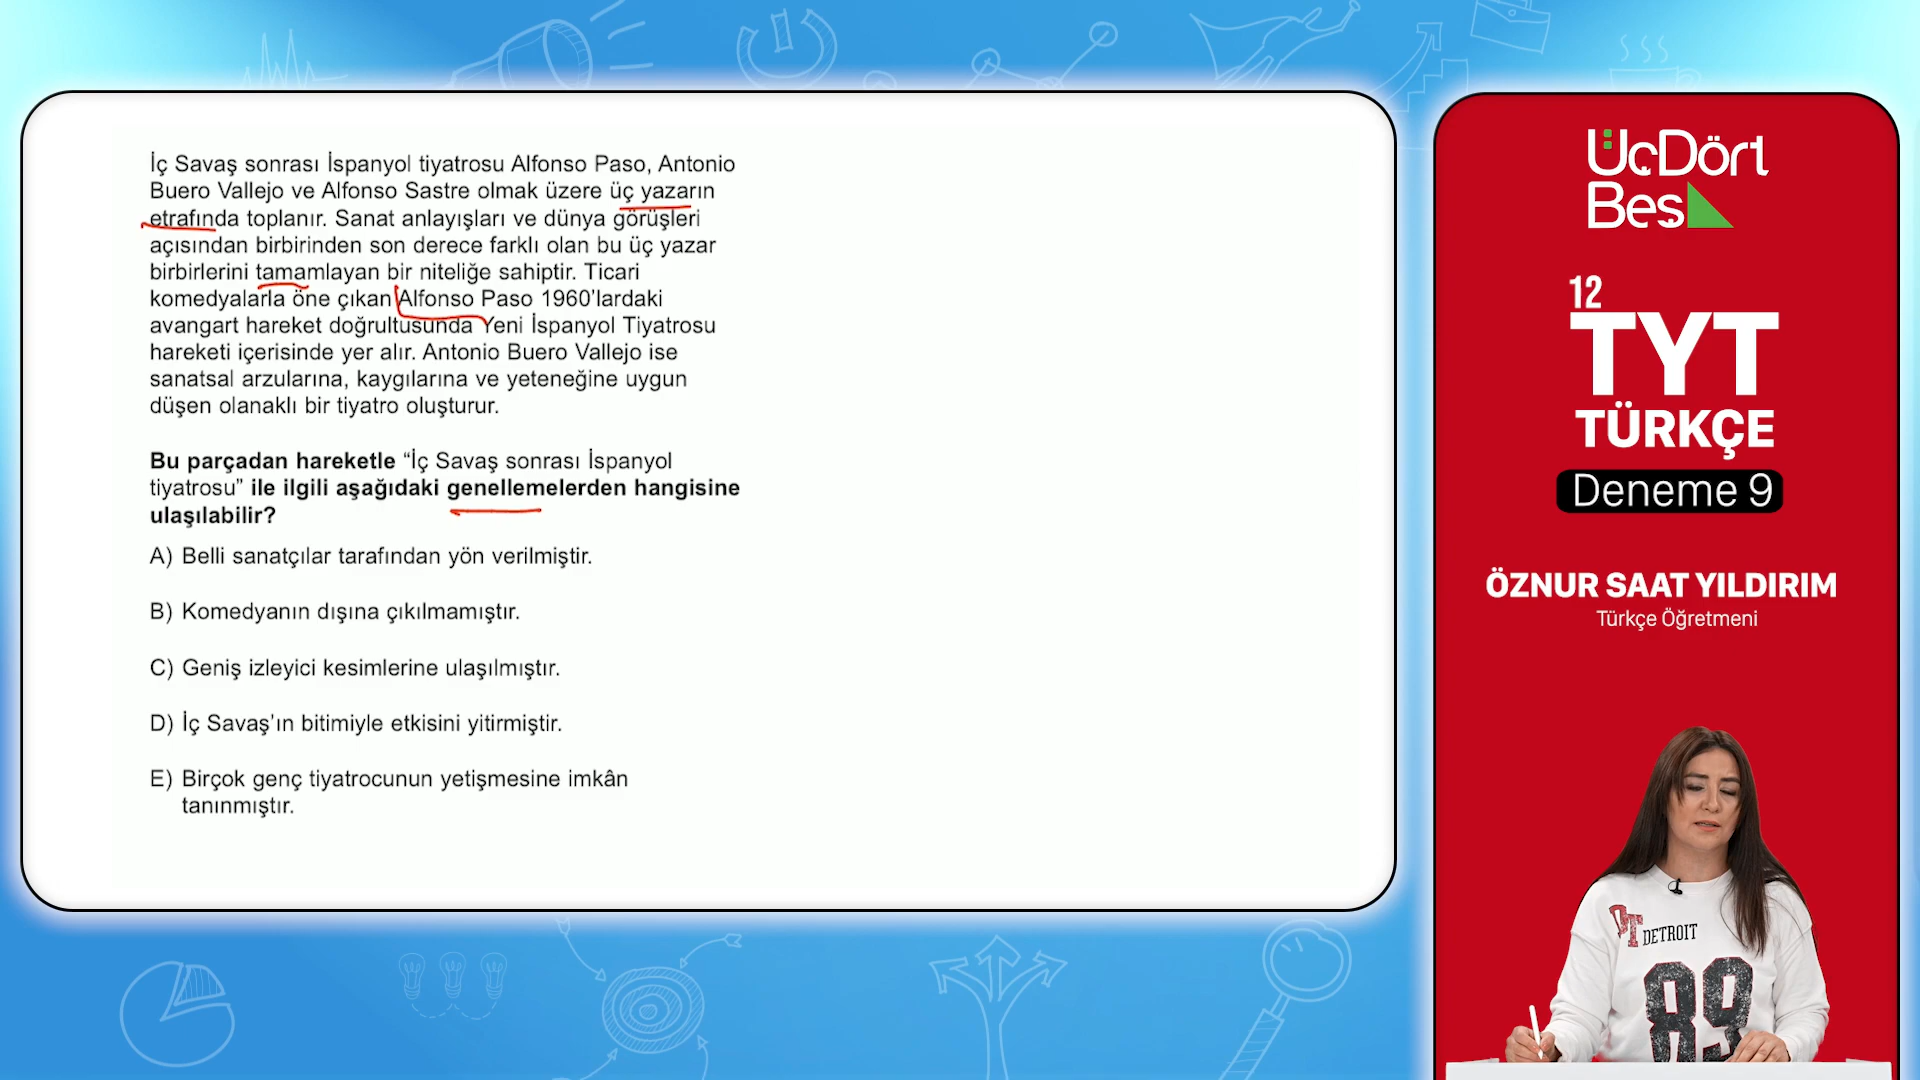 İç Savaş sonrası İspanyol tiyatrosu Alfonso Paso, Antonio
Buero Vallejo ve Alfonso Sastre olmak üzere üç yazarın
etrafında toplanır. Sanat anlayışları ve dünya görüşleri
açısından birbirinden son derece farklı olan bu üç yazar
birbirlerini tamamlayan bir niteliğe sahiptir. Ticari
komedyalarla öne çıkan Alfonso Paso 1960’lardaki
avangart hareket doğrultusunda Yeni İspanyol Tiyatrosu
hareketi içerisinde yer alır. Antonio Buero Vallejo ise
sanatsal arzularına, kaygılarına ve yeteneğine uygun
düşen olanaklı bir tiyatro oluşturur.
Bu parçadan hareketle “İç Savaş sonrası İspanyol
tiyatrosu” ile ilgili aşağıdaki genellemelerden hangisine
ulaşılabilir?
A) Belli sanatçılar tarafından yön verilmiştir.
B) Komedyanın dışına çıkılmamıştır.
C) Geniş izleyici kesimlerine ulaşılmıştır.
D) İç Savaş’ın bitimiyle etkisini yitirmiştir.
E) Birçok genç tiyatrocunun yetişmesine imkân
tanınmıştır.
ÜçDört
Beş
12
TYT
TÜRKÇE
Deneme 9
ÖZNUR SAAT YILDIRIM
Türkçe Öğretmeni
DT DETROIT
89